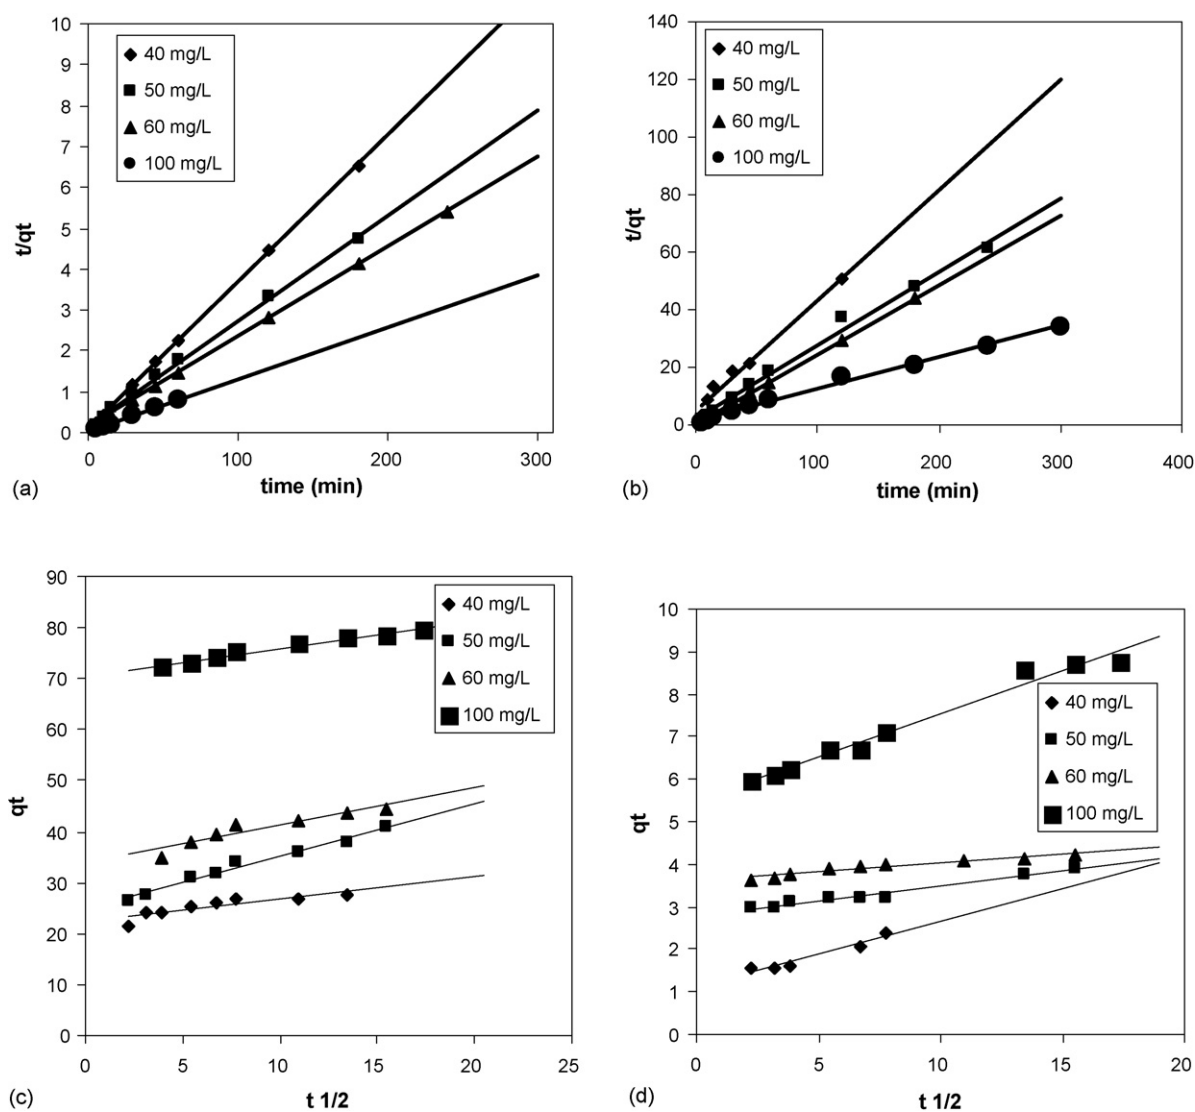 10
9
8
7
6
5
4
3
2
1
0
t/qt
40 mg/L
50 mg/L
60 mg/L
100 mg/L
0 100 200 300
time (min)
(a)
140
120
100
80
60
40
20
0
t/qt
40 mg/L
50 mg/L
60 mg/L
100 mg/L
0 100 200 300 400
time (min)
(b)
90
80
70
60
50
40
30
20
10
0
qt
40 mg/L
50 mg/L
60 mg/L
100 mg/L
0 5 10 15 20 25
t 1/2
(c)
10
9
8
7
6
5
4
3
2
1
0
qt
40 mg/L
50 mg/L
60 mg/L
100 mg/L
0 5 10 15 20
t 1/2
(d)